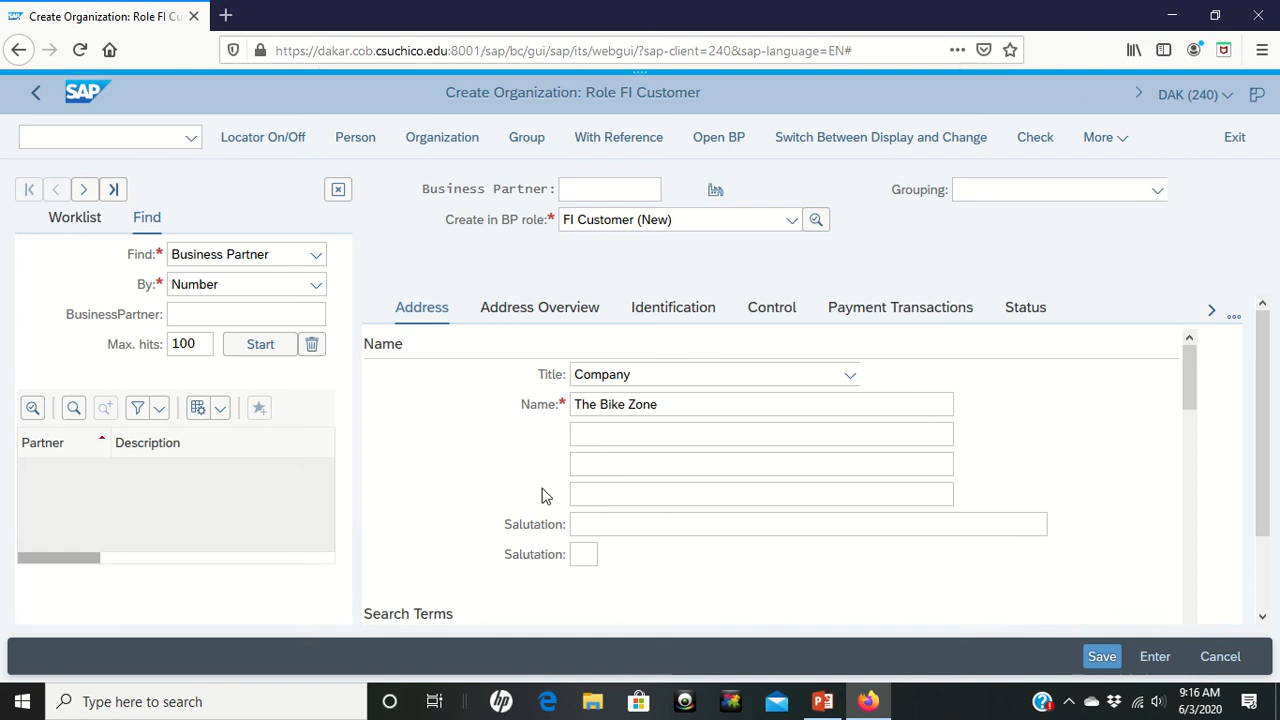 Create Organization: Role FI Cu
https://dakar.cob.csuchico.edu:8001/sap/bc/gui/sap/its/webgui/?sap-client=240&sap-language=EN#
SAP Create Organization: Role FI Customer DAK (240)
Locator On/Off Person Organization Group With Reference Open BP Switch Between Display and Change Check More Exit
Business Partner: Grouping:
Worklist Find Create in BP role:* FI Customer (New)
Find:* Business Partner
By:* Number
BusinessPartner:
Address Address Overview Identification Control Payment Transactions Status
Max. hits: 100 Start
Name
Title: Company
Name:* The Bike Zone
Partner Description
Salutation:
Salutation:
Search Terms
Save Enter Cancel
Type here to search
9:16 AM
6/3/2020